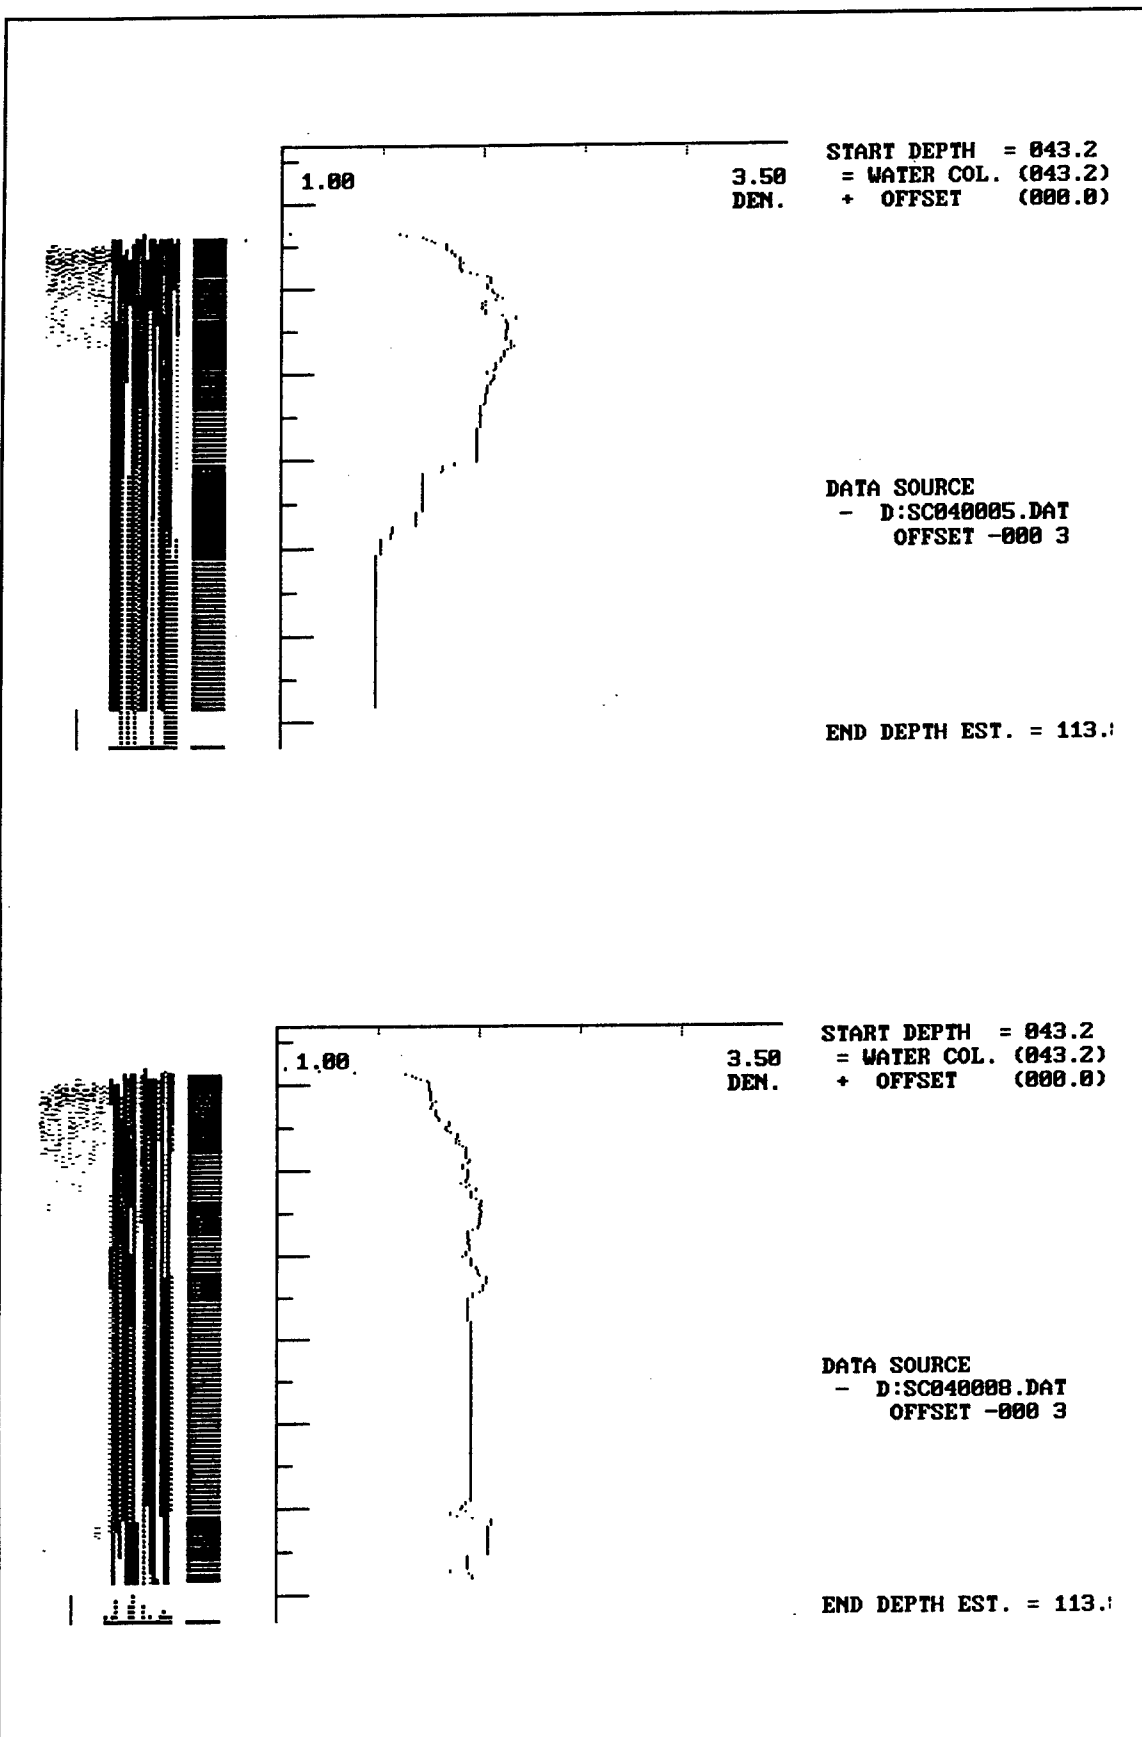 START DEPTH = 043.2
1.00
3.50
= WATER COL. (043.2)
DEN.
+ OFFSET (000.0)
DATA SOURCE
- D:SC040005.DAT
OFFSET -000 3
END DEPTH EST. = 113.
START DEPTH = 043.2
1.00
3.50
= WATER COL. (043.2)
DEN.
+ OFFSET (000.0)
DATA SOURCE
- D:SC040008.DAT
OFFSET -000 3
END DEPTH EST. = 113.